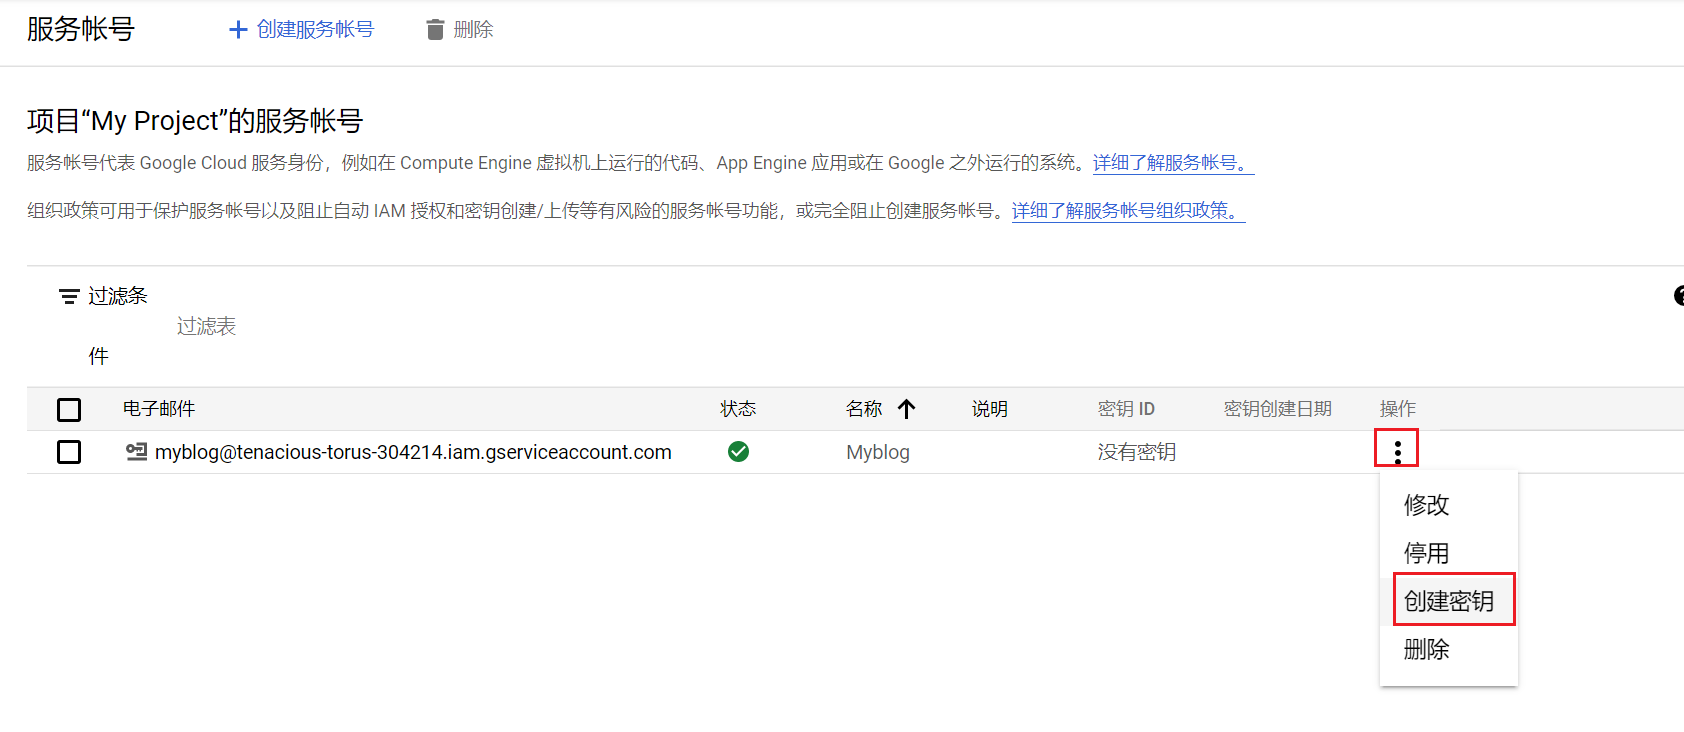 服务帐号 创建服务帐号 删除
项目“My Project”的服务帐号
服务帐号代表 Google Cloud 服务身份，例如在 Compute Engine 虚拟机上运行的代码、App Engine 应用或在 Google 之外运行的系统。详细了解服务帐号。
组织政策可用于保护服务帐号以及阻止自动 IAM 授权和密钥创建/上传等有风险的服务帐号功能，或完全阻止创建服务帐号。详细了解服务帐号组织政策。
过滤条
过滤表
件
电子邮件 状态 名称 说明 密钥 ID 密钥创建日期 操作
myblog@tenacious-torus-304214.iam.gserviceaccount.com Myblog 没有密钥
修改
停用
创建密钥
删除